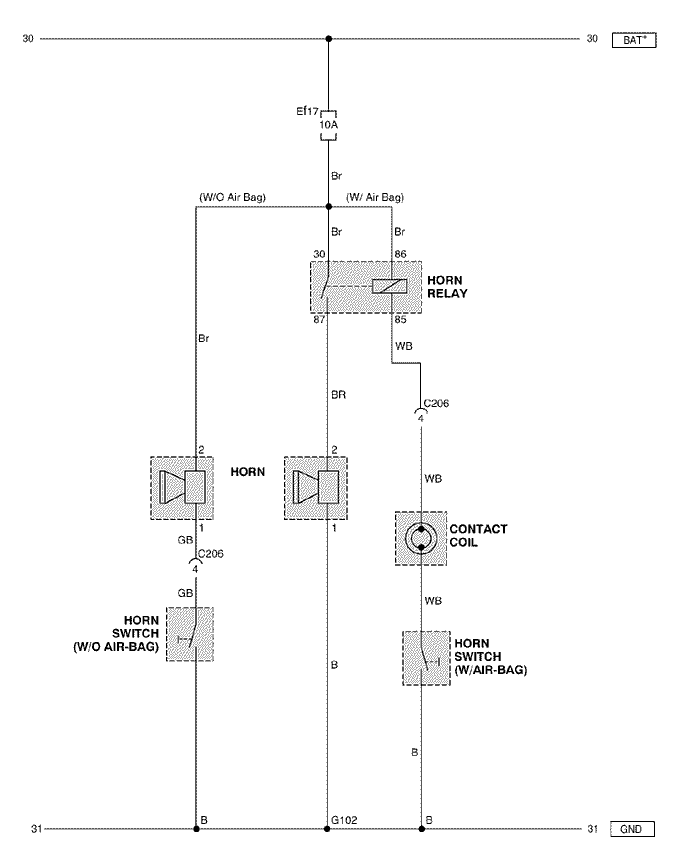 30
30
BAT+
Ef17
10A
Br
(W/O Air Bag)
(W/ Air Bag)
Br
Br
30
86
HORN
RELAY
87
85
Br
WB
BR
C206
4
2
2
HORN
WB
1
1
GB
C206
4
CONTACT
COIL
GB
WB
HORN
SWITCH
(W/O AIR-BAG)
HORN
SWITCH
(W/AIR-BAG)
B
B
B
G102
B
31
31
GND